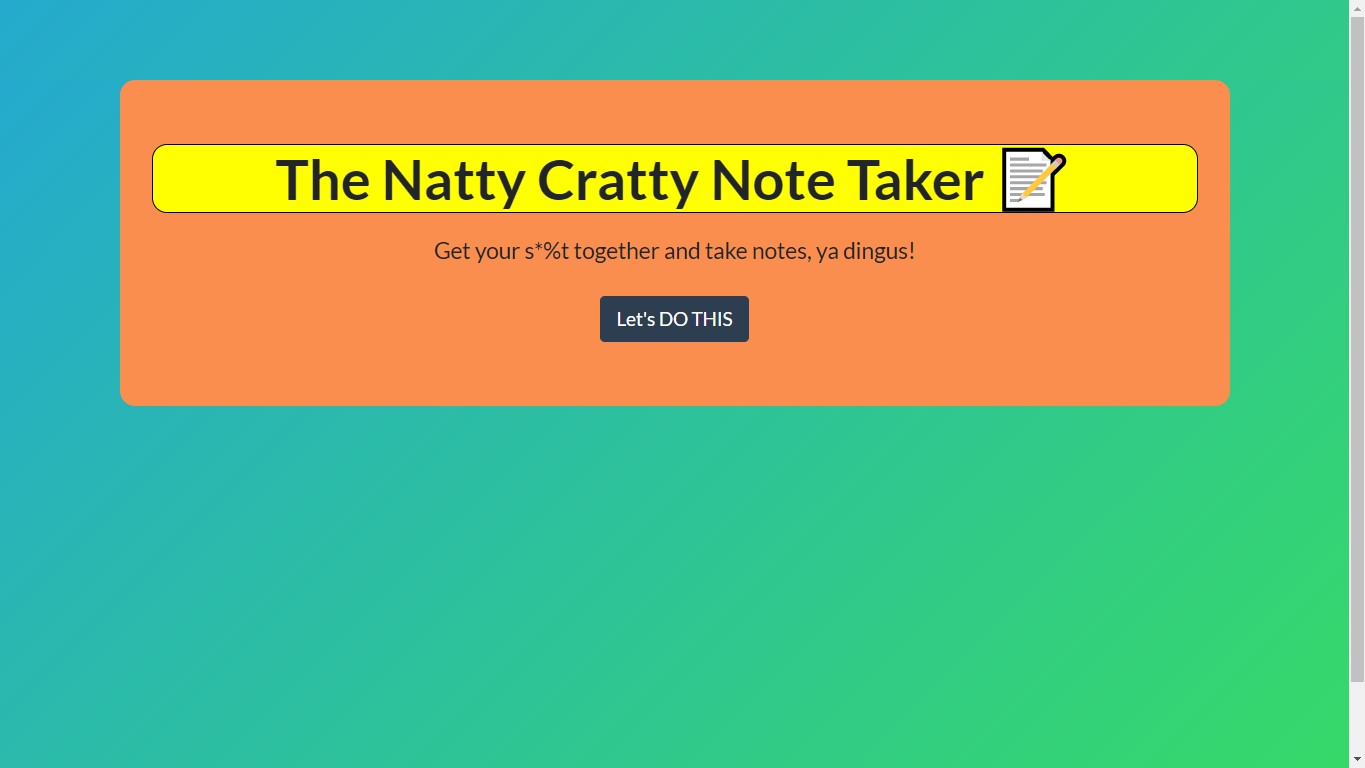 The Natty Cratty Note Taker 📝
Get your s*%t together and take notes, ya dingus!
Let's DO THIS